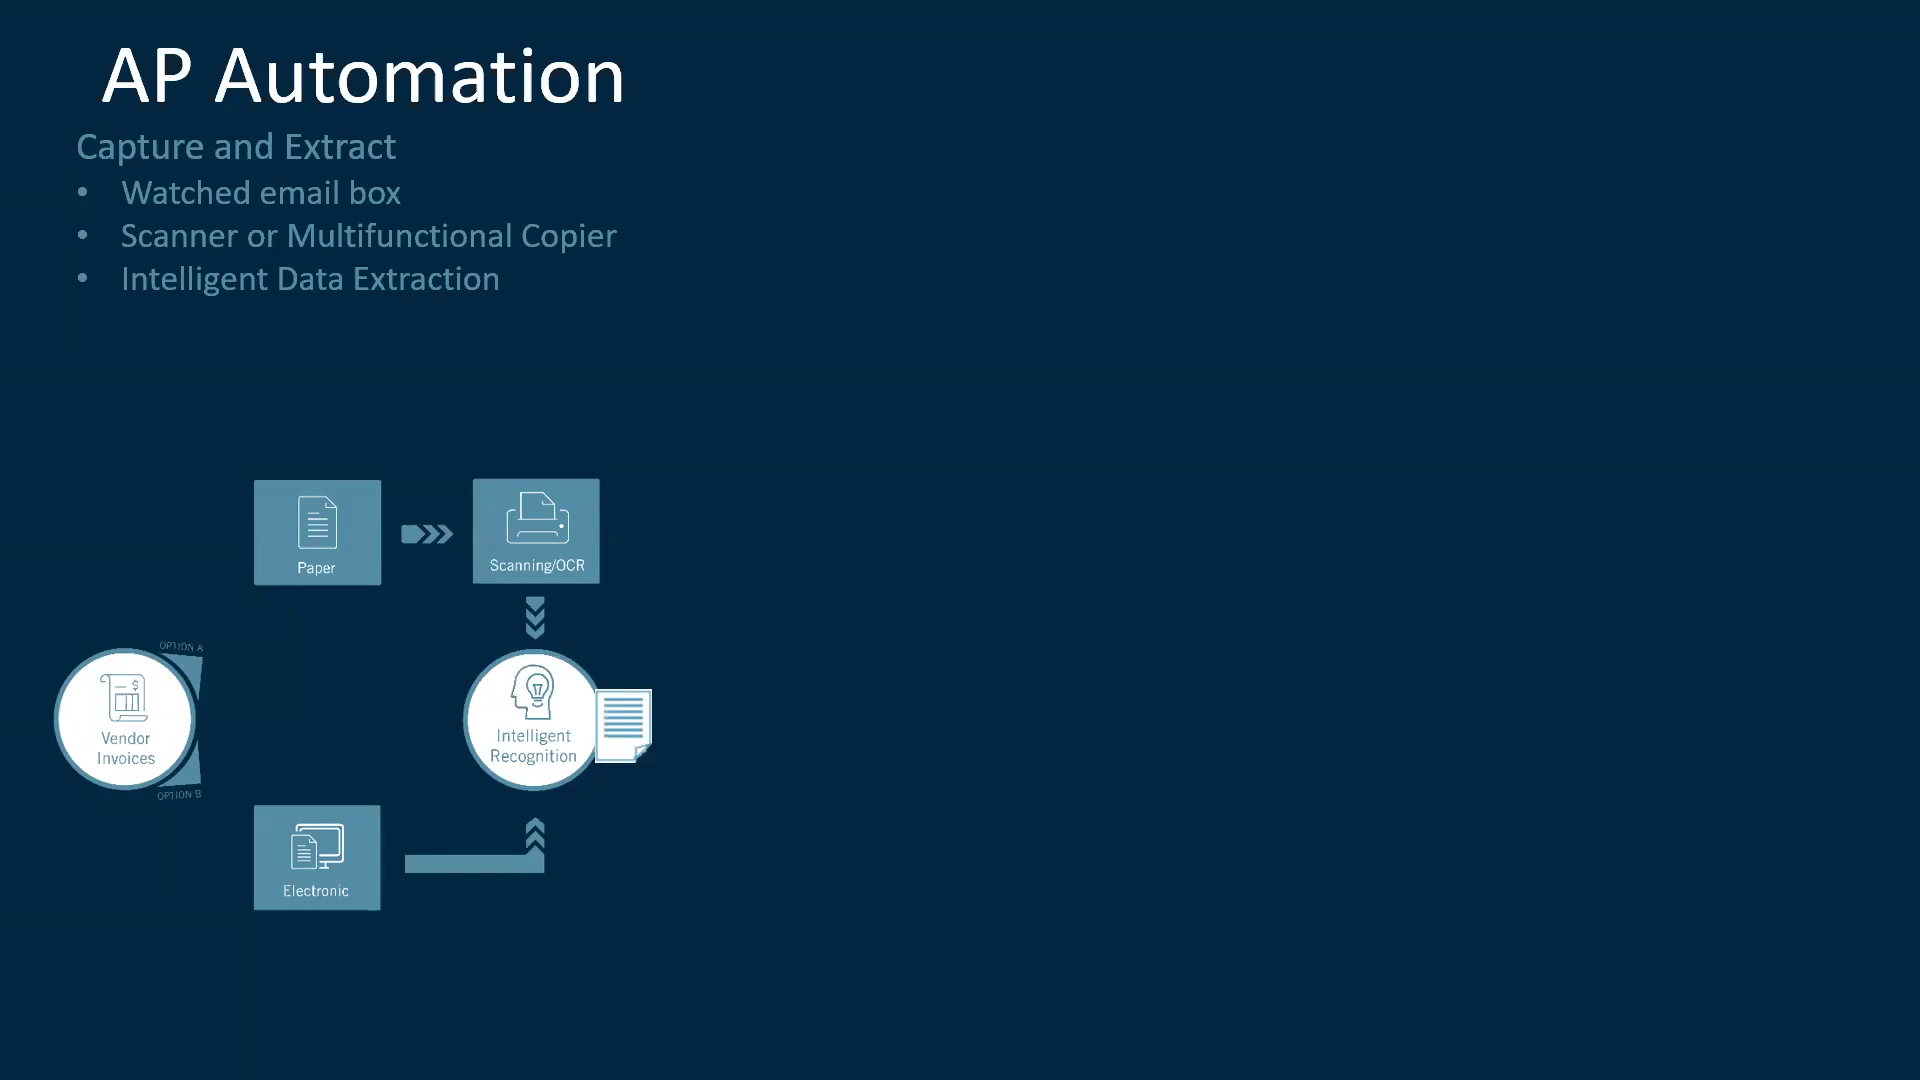 AP Automation
Capture and Extract
• Watched email box
• Scanner or Multifunctional Copier
• Intelligent Data Extraction
Paper
Scanning/OCR
OPTION A
Vendor
Invoices
OPTION B
Intelligent
Recognition
Electronic